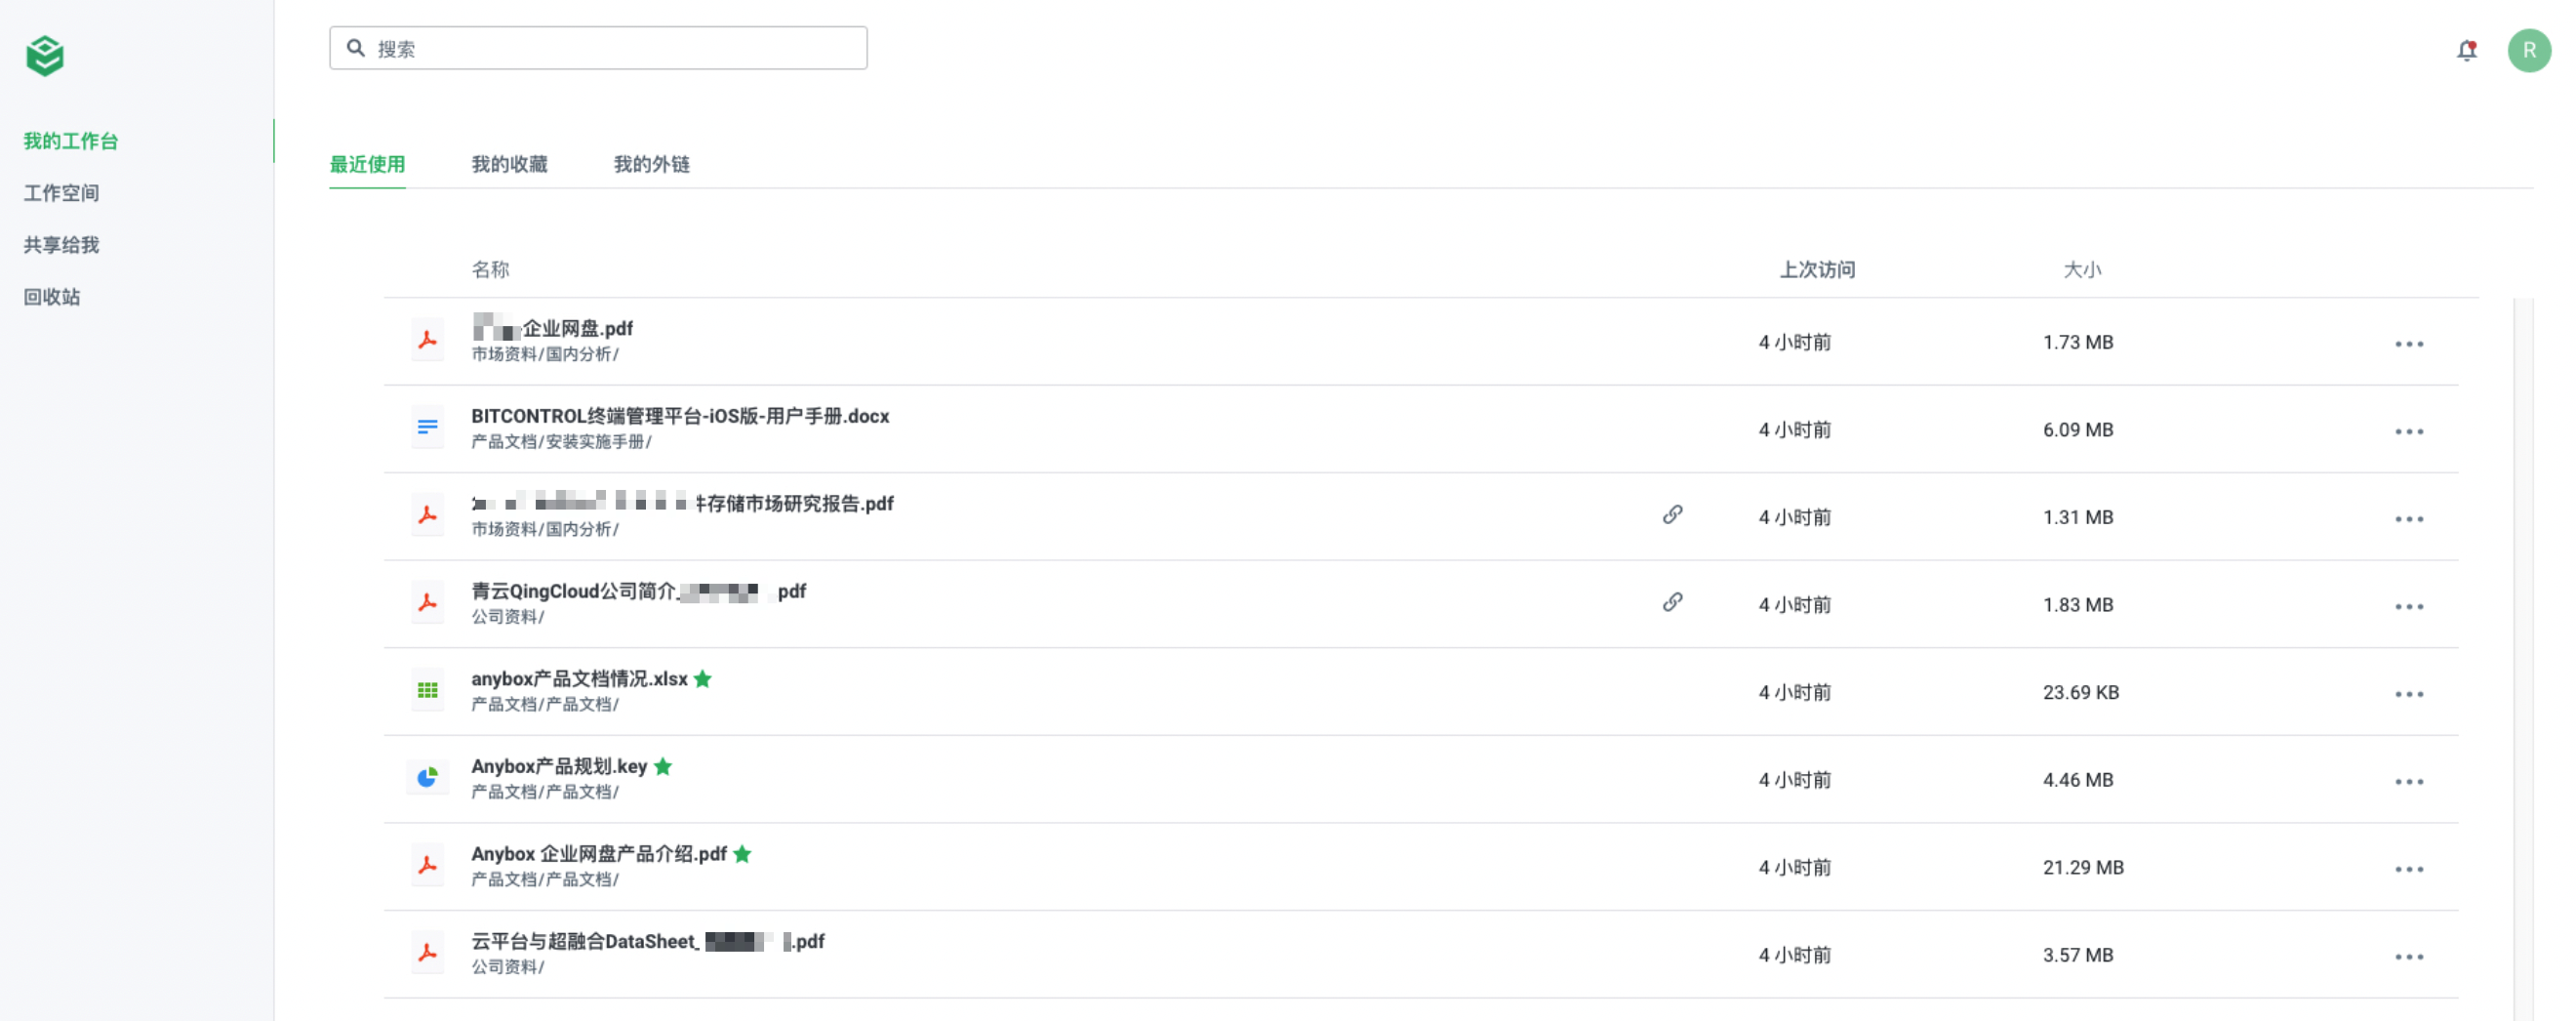 搜索
R
我的工作台
工作空间
共享给我
回收站
最近使用 我的收藏 我的外链
名称 上次访问 大小
企业网盘.pdf
市场资料/国内分析/
4 小时前 1.73 MB
BITCONTROL终端管理平台-iOS版-用户手册.docx
产品文档/安装实施手册/
4 小时前 6.09 MB
存储市场研究报告.pdf
市场资料/国内分析/
4 小时前 1.31 MB
青云QingCloud公司简介_ pdf
公司资料/
4 小时前 1.83 MB
anybox产品文档情况.xlsx
产品文档/产品文档/
4 小时前 23.69 KB
Anybox产品规划.key
产品文档/产品文档/
4 小时前 4.46 MB
Anybox 企业网盘产品介绍.pdf
产品文档/产品文档/
4 小时前 21.29 MB
云平台与超融合DataSheet_ .pdf
公司资料/
4 小时前 3.57 MB